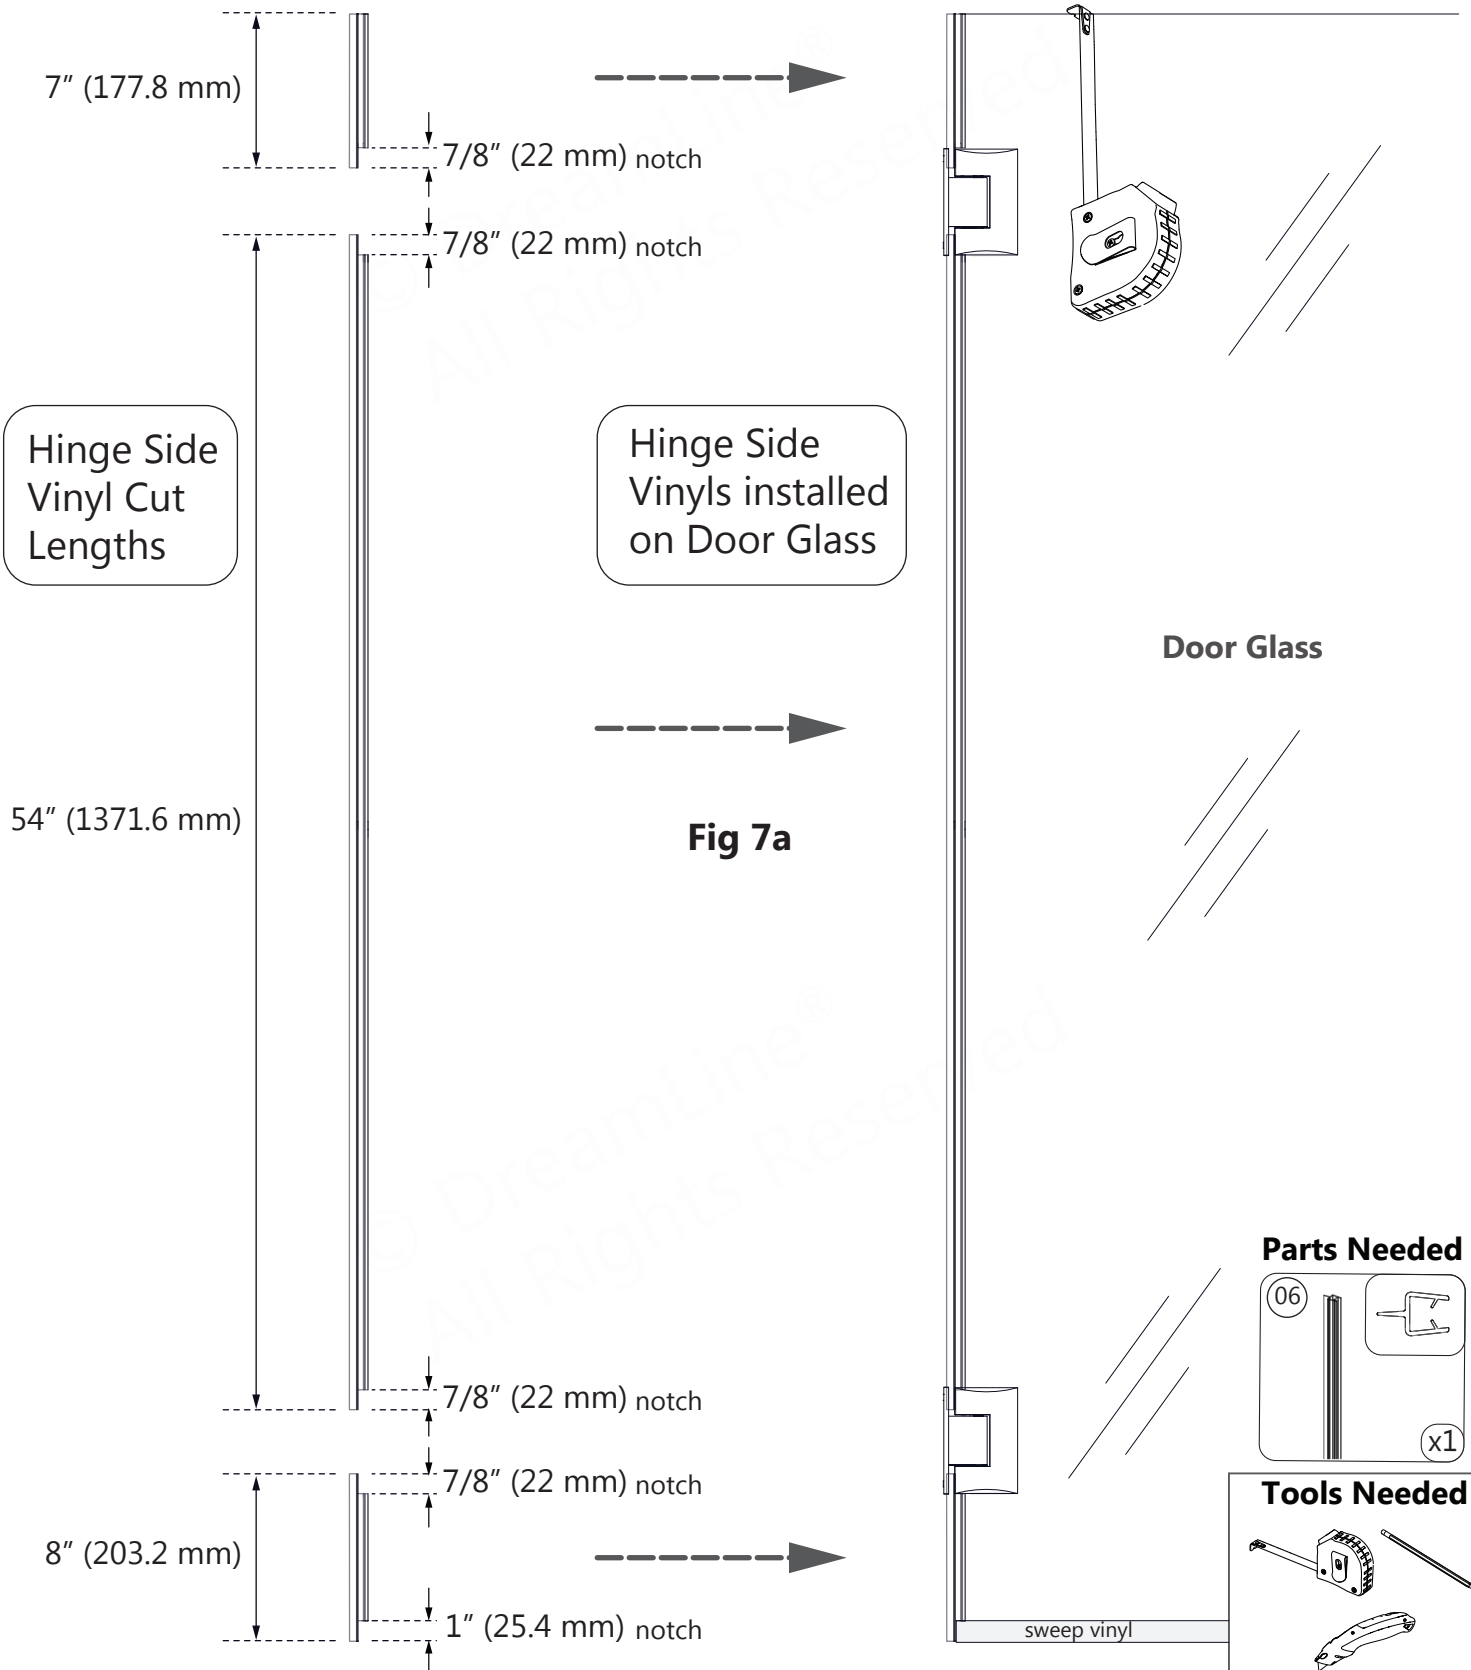 7″ (177.8 mm)
7/8″ (22 mm) notch
7/8″ (22 mm) notch
Hinge Side
Vinyl Cut
Lengths
Hinge Side
Vinyls installed
on Door Glass
Door Glass
54″ (1371.6 mm)
Fig 7a
© DreamLine®
All Rights Reserved
© DreamLine®
All Rights Reserved
Parts Needed
06
x1
7/8″ (22 mm) notch
7/8″ (22 mm) notch
Tools Needed
8″ (203.2 mm)
1″ (25.4 mm) notch
sweep vinyl